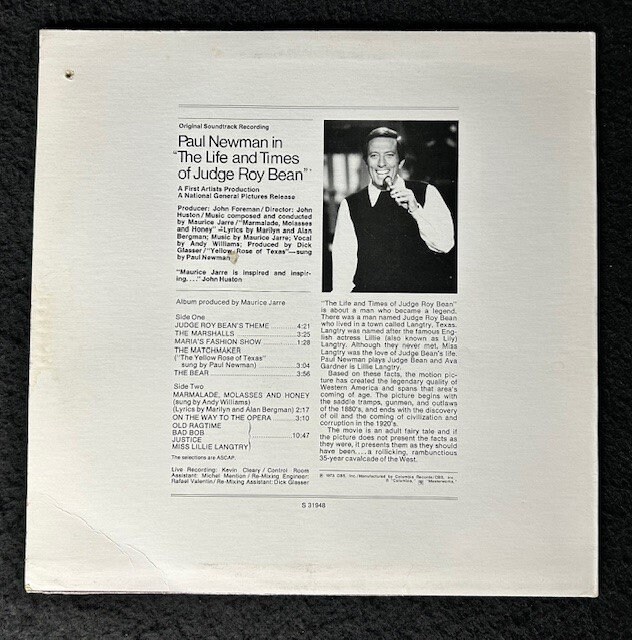 Original Soundtrack Recording
Paul Newman in
"The Life and Times
of Judge Roy Bean"
A First Artists Production
A National General Pictures Release
Producer: John Foreman/Director: John
Huston/Music composed and conducted
by Maurice Jarre/"Marmalade, Molasses
and Honey" Lyrics by Marilyn and Alan
Bergman; Music by Maurice Jarre; Vocal
by Andy Williams; Produced by Dick
Glasser/"Yellow Rose of Texas"—sung
by Paul Newman
"Maurice Jarre is inspired and inspir-
ing...." John Huston
Album produced by Maurice Jarre
Side One
JUDGE ROY BEAN'S THEME 4:21
THE MARSHALLS 3:25
MARIA'S FASHION SHOW 1:28
THE MATCHMAKER
("The Yellow Rose of Texas"
sung by Paul Newman) 3:04
THE BEAR 3:56
Side Two
MARMALADE, MOLASSES AND HONEY
(sung by Andy Williams)
(Lyrics by Marilyn and Alan Bergman) 2:17
ON THE WAY TO THE OPERA 3:10
OLD RAGTIME
BAD BOB
JUSTICE 10:47
MISS LILLIE LANGTRY
The selections are ASCAP.
Live Recording: Kevin Cleary/Control Room
Assistant: Michel Mention/Re-Mixing Engineer:
Rafael Valentin/Re-Mixing Assistant: Dick Glasser
"The Life and Times of Judge Roy Bean"
is about a man who became a legend.
There was a man named Judge Roy Bean
who lived in a town called Langtry, Texas.
Langtry was named after the famous Eng-
lish actress Lillie (also known as Lily)
Langtry. Although they never met, Miss
Langtry was the love of Judge Bean's life.
Paul Newman plays Judge Bean and Ava
Gardner is Lillie Langtry.
Based on these facts, the motion pic-
ture has created the legendary quality of
Western America and spans that area's
coming of age. The picture begins with
the saddle tramps, gunmen, and outlaws
of the 1880's, and ends with the discovery
of oil and the coming of civilization and
corruption in the 1920's.
The movie is an adult fairy tale and if
the picture does not present the facts as
they were, it presents them as they should
have been....a rollicking, rambunctious
35-year cavalcade of the West.
℗ 1973 CBS, Inc./Manufactured by Columbia Records/CBS, Inc.
® "Columbia," "Masterworks,"
S 31948